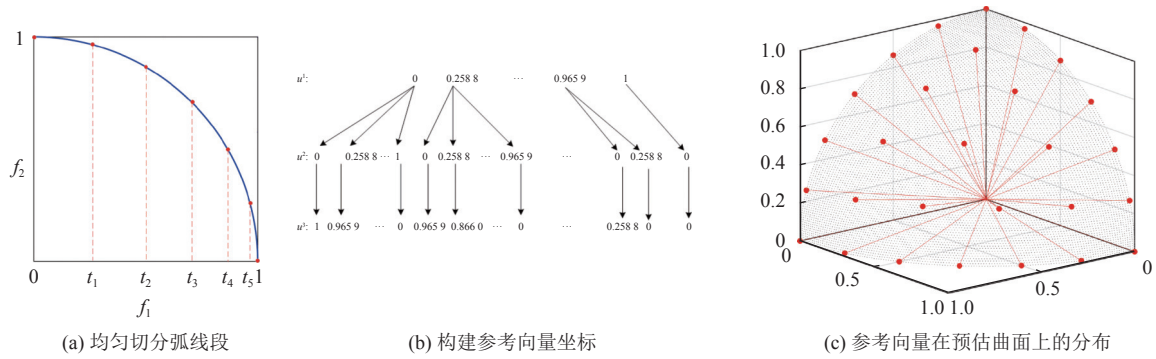 1
f₂
0 t₁ t₂ t₃ t₄ t₅ 1
f₁
(a) 均匀切分弧线段
u¹: 0 0.258 8 ··· 0.965 9 1
u²: 0 0.258 8 ··· 1 0 0.258 8 ··· 0.965 9 ··· 0 0.258 8 0
u³: 1 0.965 9 ··· 0 0.965 9 0.866 0 ··· 0 ··· 0.258 8 0 0
(b) 构建参考向量坐标
1.0
0.8
0.6
0.4
0.2
0
0
0.5
1.0
1.0
0.5
0
(c) 参考向量在预估曲面上的分布